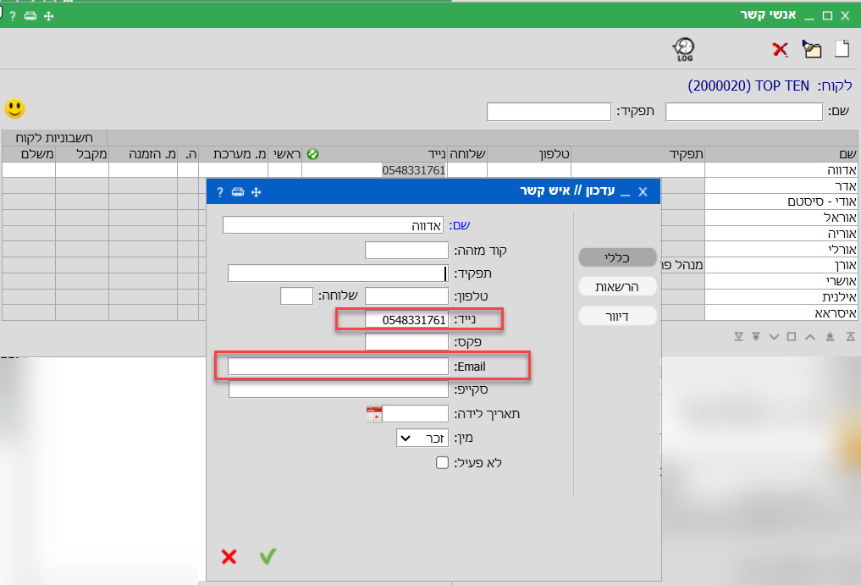 אנשי קשר
LOG
לקוח: TOP TEN (2000020)
שם: תפקיד:
חשבוניות לקוח
שם תפקיד טלפון שלוחה נייד ראשי מ. מערכת ה. מ. הזמנה מקבל משלם
אדווה 0548331761
אדר
אודי - סיסטם
אוראל
אוריה
אורלי
אורן מנהל
אושרי
אילנית
איסראא
עדכון // איש קשר
שם: אדווה
קוד מזהה:
כללי
תפקיד:
הרשאות
טלפון: שלוחה:
דיוור
נייד: 0548331761
פקס:
Email:
סקייפ:
תאריך לידה:
מין: זכר
לא פעיל: